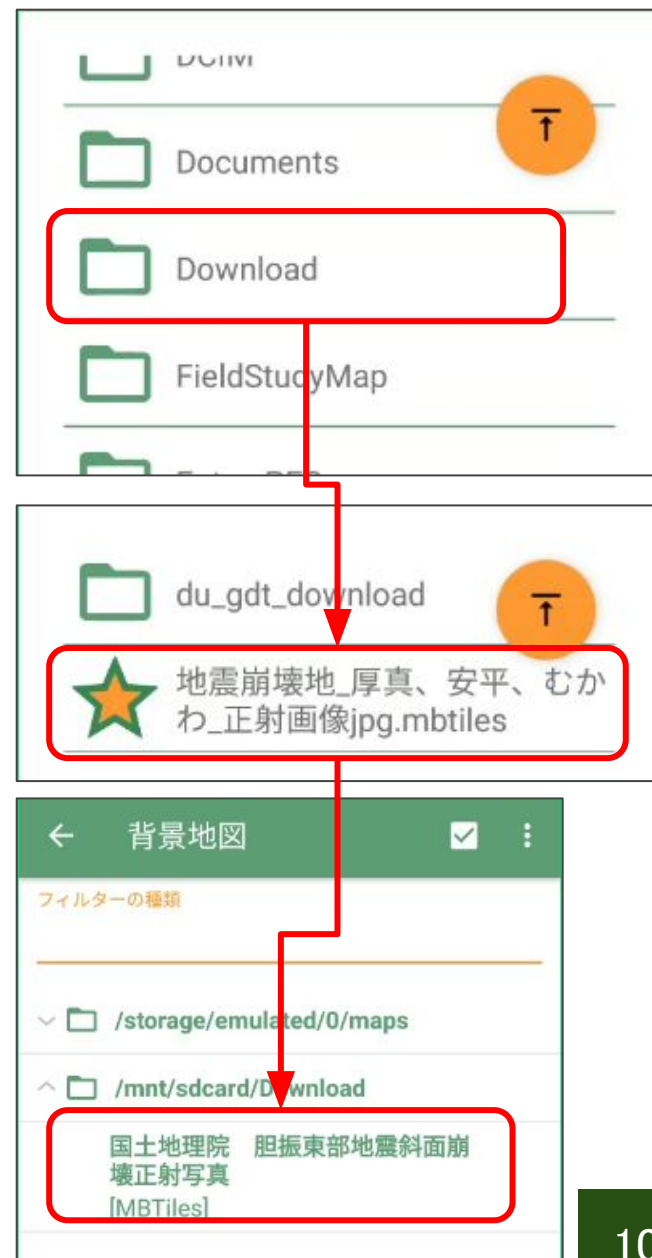 DCIM
Documents
Download
FieldStudyMap
du_gdt_download
地震崩壊地_厚真、安平、むか
わ_正射画像jpg.mbtiles
背景地図
フィルターの種類
/storage/emulated/0/maps
/mnt/sdcard/Download
国土地理院　胆振東部地震斜面崩
壊正射写真
[MBTiles]
10